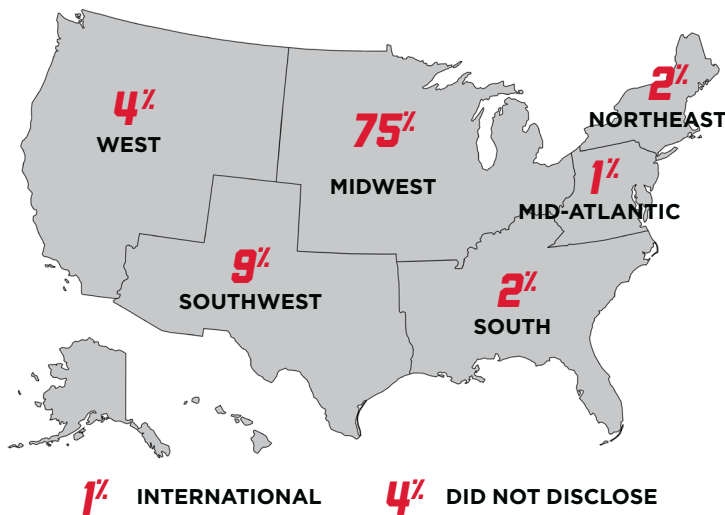 4%
WEST
75%
MIDWEST
2%
NORTHEAST
1%
MID-ATLANTIC
9%
SOUTHWEST
2%
SOUTH
1% INTERNATIONAL
4% DID NOT DISCLOSE